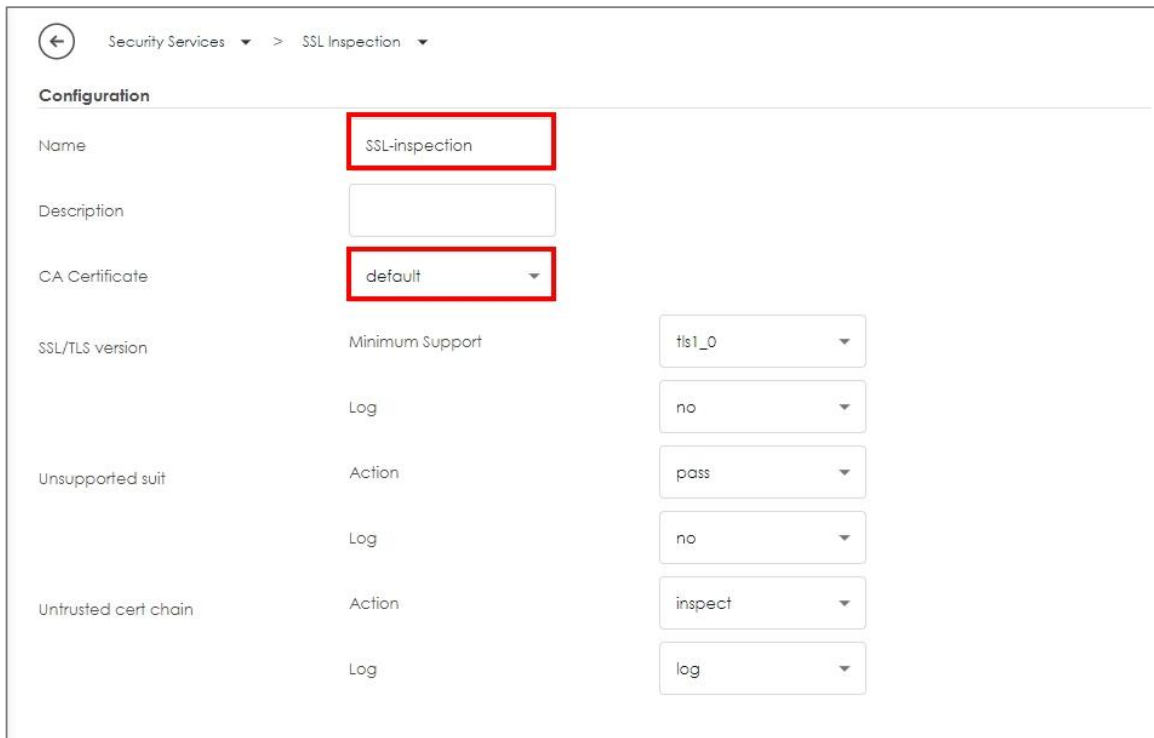 Security Services > SSL Inspection
Configuration
Name SSL-inspection
Description
CA Certificate default
SSL/TLS version Minimum Support tls1_0
Log no
Unsupported suit Action pass
Log no
Untrusted cert chain Action inspect
Log log